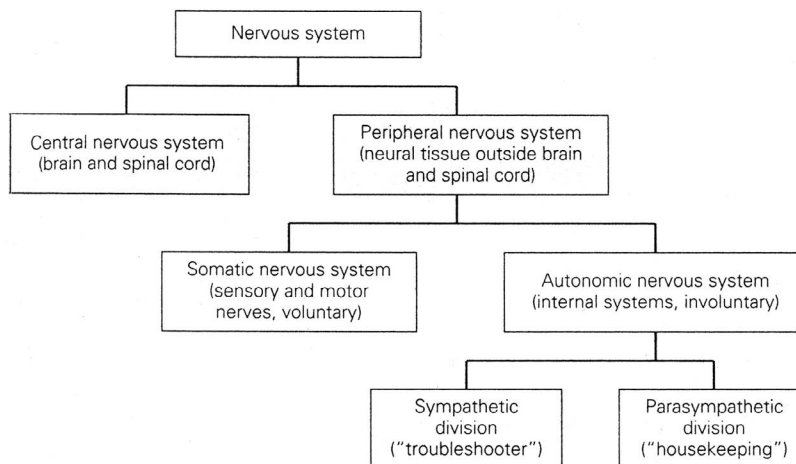 Nervous system
Central nervous system
(brain and spinal cord)
Peripheral nervous system
(neural tissue outside brain
and spinal cord)
Somatic nervous system
(sensory and motor
nerves, voluntary)
Autonomic nervous system
(internal systems, involuntary)
Sympathetic
division
(“troubleshooter”)
Parasympathetic
division
(“housekeeping”)